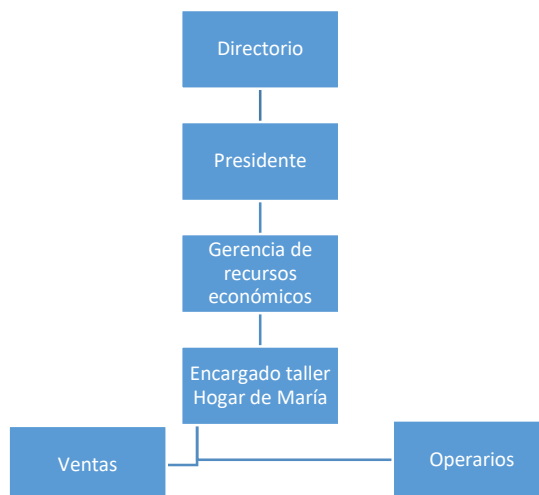 Directorio
Presidente
Gerencia de
recursos
económicos
Encargado taller
Hogar de María
Ventas
Operarios